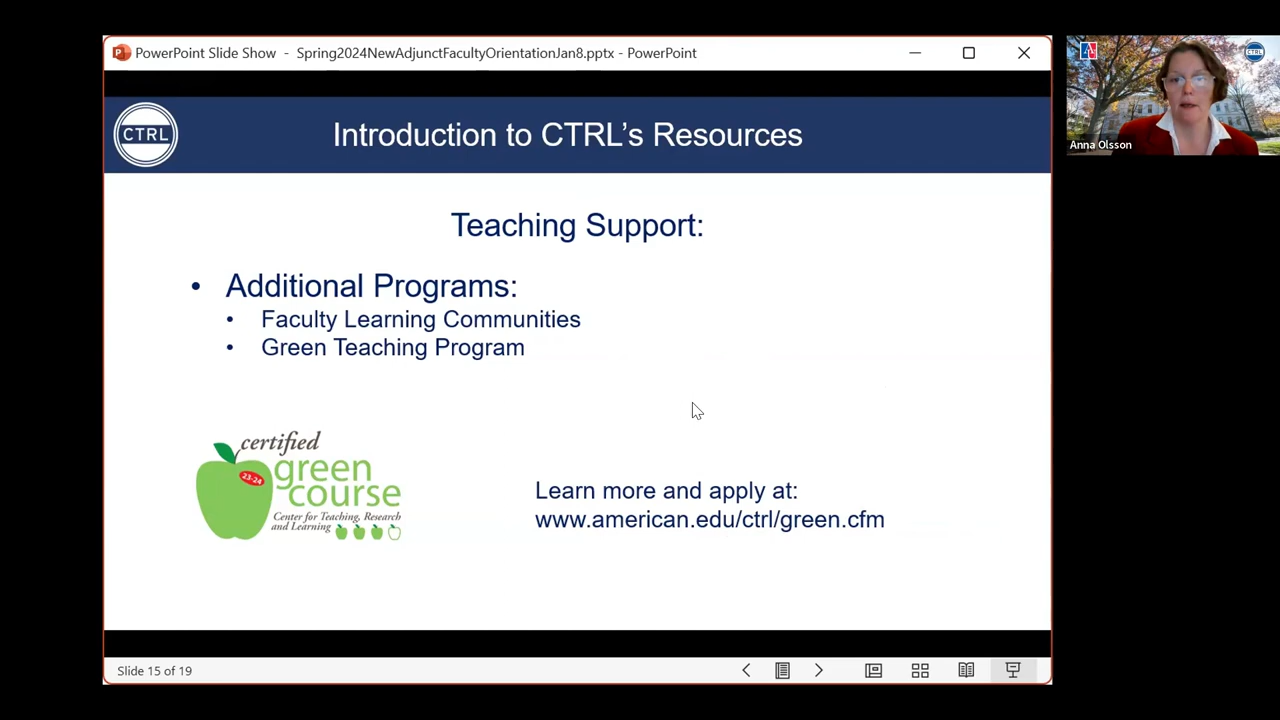 PowerPoint Slide Show - Spring2024NewAdjunctFacultyOrientationJan8.pptx - PowerPoint
CTRL
Introduction to CTRL's Resources
Teaching Support:
• Additional Programs:
• Faculty Learning Communities
• Green Teaching Program
certified
23-24
green
course
Center for Teaching, Research
and Learning
Learn more and apply at:
www.american.edu/ctrl/green.cfm
Slide 15 of 19
CTRL
Anna Olsson